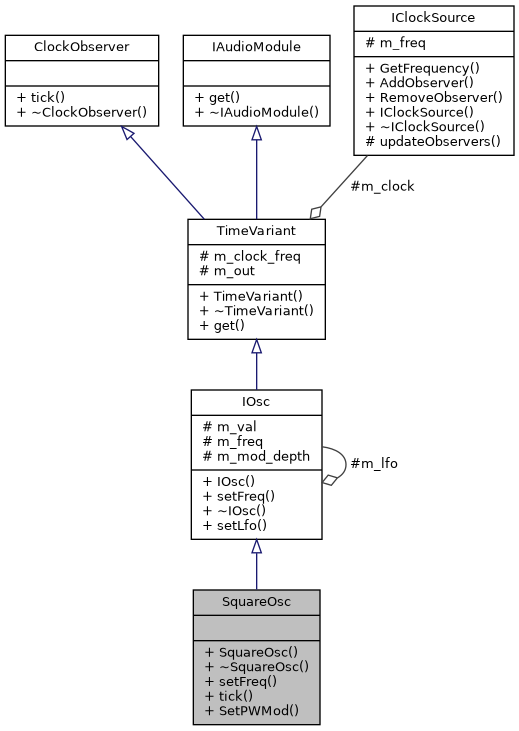 IClockSource
# m_freq
+ GetFrequency()
+ AddObserver()
+ RemoveObserver()
+ IClockSource()
+ ~IClockSource()
# updateObservers()
ClockObserver
+ tick()
+ ~ClockObserver()
IAudioModule
+ get()
+ ~IAudioModule()
#m_clock
TimeVariant
# m_clock_freq
# m_out
+ TimeVariant()
+ ~TimeVariant()
+ get()
IOsc
# m_val
# m_freq
# m_mod_depth
+ IOsc()
+ setFreq()
+ ~IOsc()
+ setLfo()
#m_lfo
SquareOsc
+ SquareOsc()
+ ~SquareOsc()
+ setFreq()
+ tick()
+ SetPWMod()